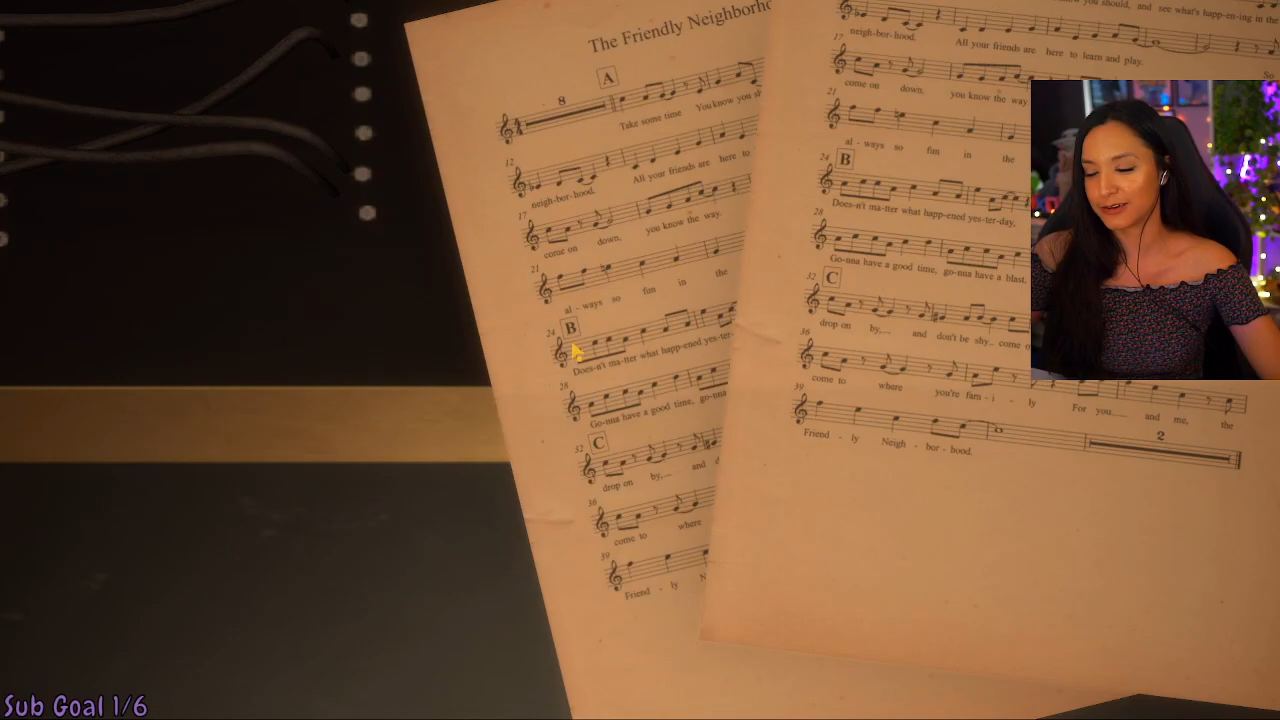 The Friendly Neighborho
A
8
Take some time You know you sh
12
neigh-bor-hood. All your friends are here to
17
come on down, you know the way.
21
al - ways so fun in the
24
B
Does-n't ma-tter what happ-ened yes-ter-
28
Go-nna have a good time, go-nna
32
C
drop on by,... and d
36
come to where
39
Friend - ly N
you should, and see what's happ-en-ing in the
neigh-bor-hood. All your friends are here to learn and play. So
17
come on down, you know the way
21
al - ways so fun in the
24
B
Does-n't ma-tter what happ-ened yes-ter-day,
28
Go-nna have a good time, go-nna have a blast.
32
C
drop on by,... and don't be shy.. come o
36
come to where you're fam - i - ly For you.... and me, the
39
2
Friend - ly Neigh - bor - hood.
Sub Goal 1/6